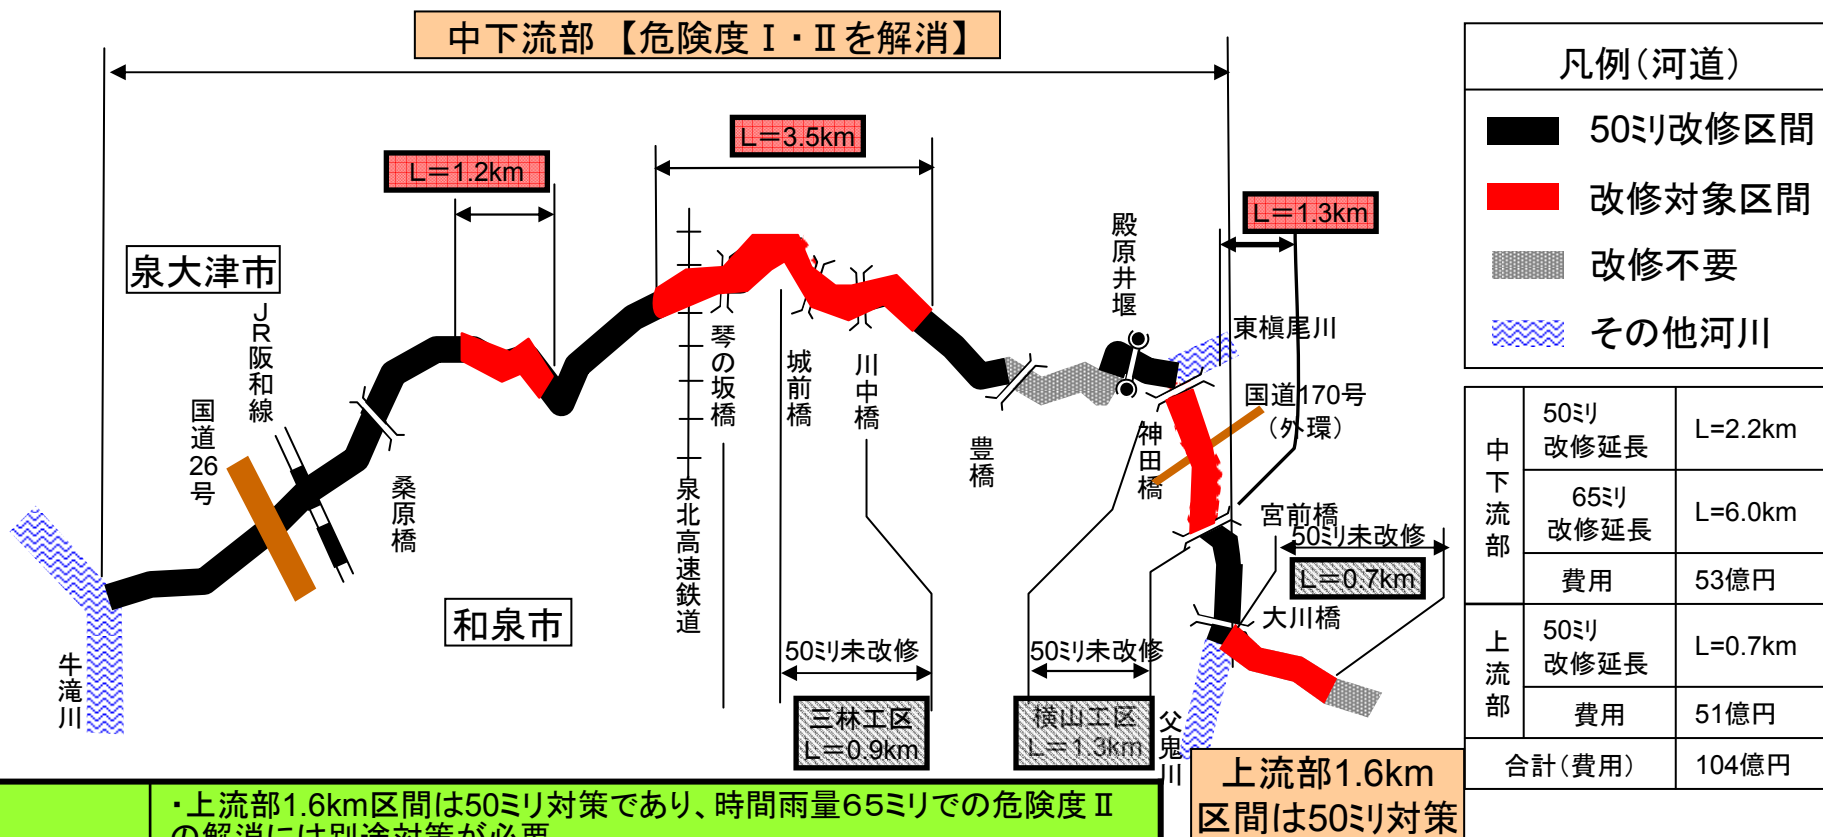 中下流部 【危険度Ⅰ・Ⅱを解消】
L=3.5km
L=1.2km
L=1.3km
泉大津市
JR阪和線
国道26号
桑原橋
牛滝川
和泉市
琴の坂橋
泉北高速鉄道
城前橋
川中橋
豊橋
殿原井堰
東槇尾川
国道170号
(外環)
神田橋
宮前橋
50ミリ未改修
L=0.7km
大川橋
50ミリ未改修
三林工区
L=0.9km
50ミリ未改修
横山工区
L=1.3km
父鬼川
凡例(河道)
50ミリ改修区間
改修対象区間
改修不要
その他河川
中下流部
50ミリ
改修延長
L=2.2km
65ミリ
改修延長
L=6.0km
費用
53億円
上流部
50ミリ
改修延長
L=0.7km
費用
51億円
合計(費用)
104億円
上流部1.6km
区間は50ミリ対策
・上流部1.6km区間は50ミリ対策であり、時間雨量65ミリでの危険度Ⅱ
の解消には別途対策が必要